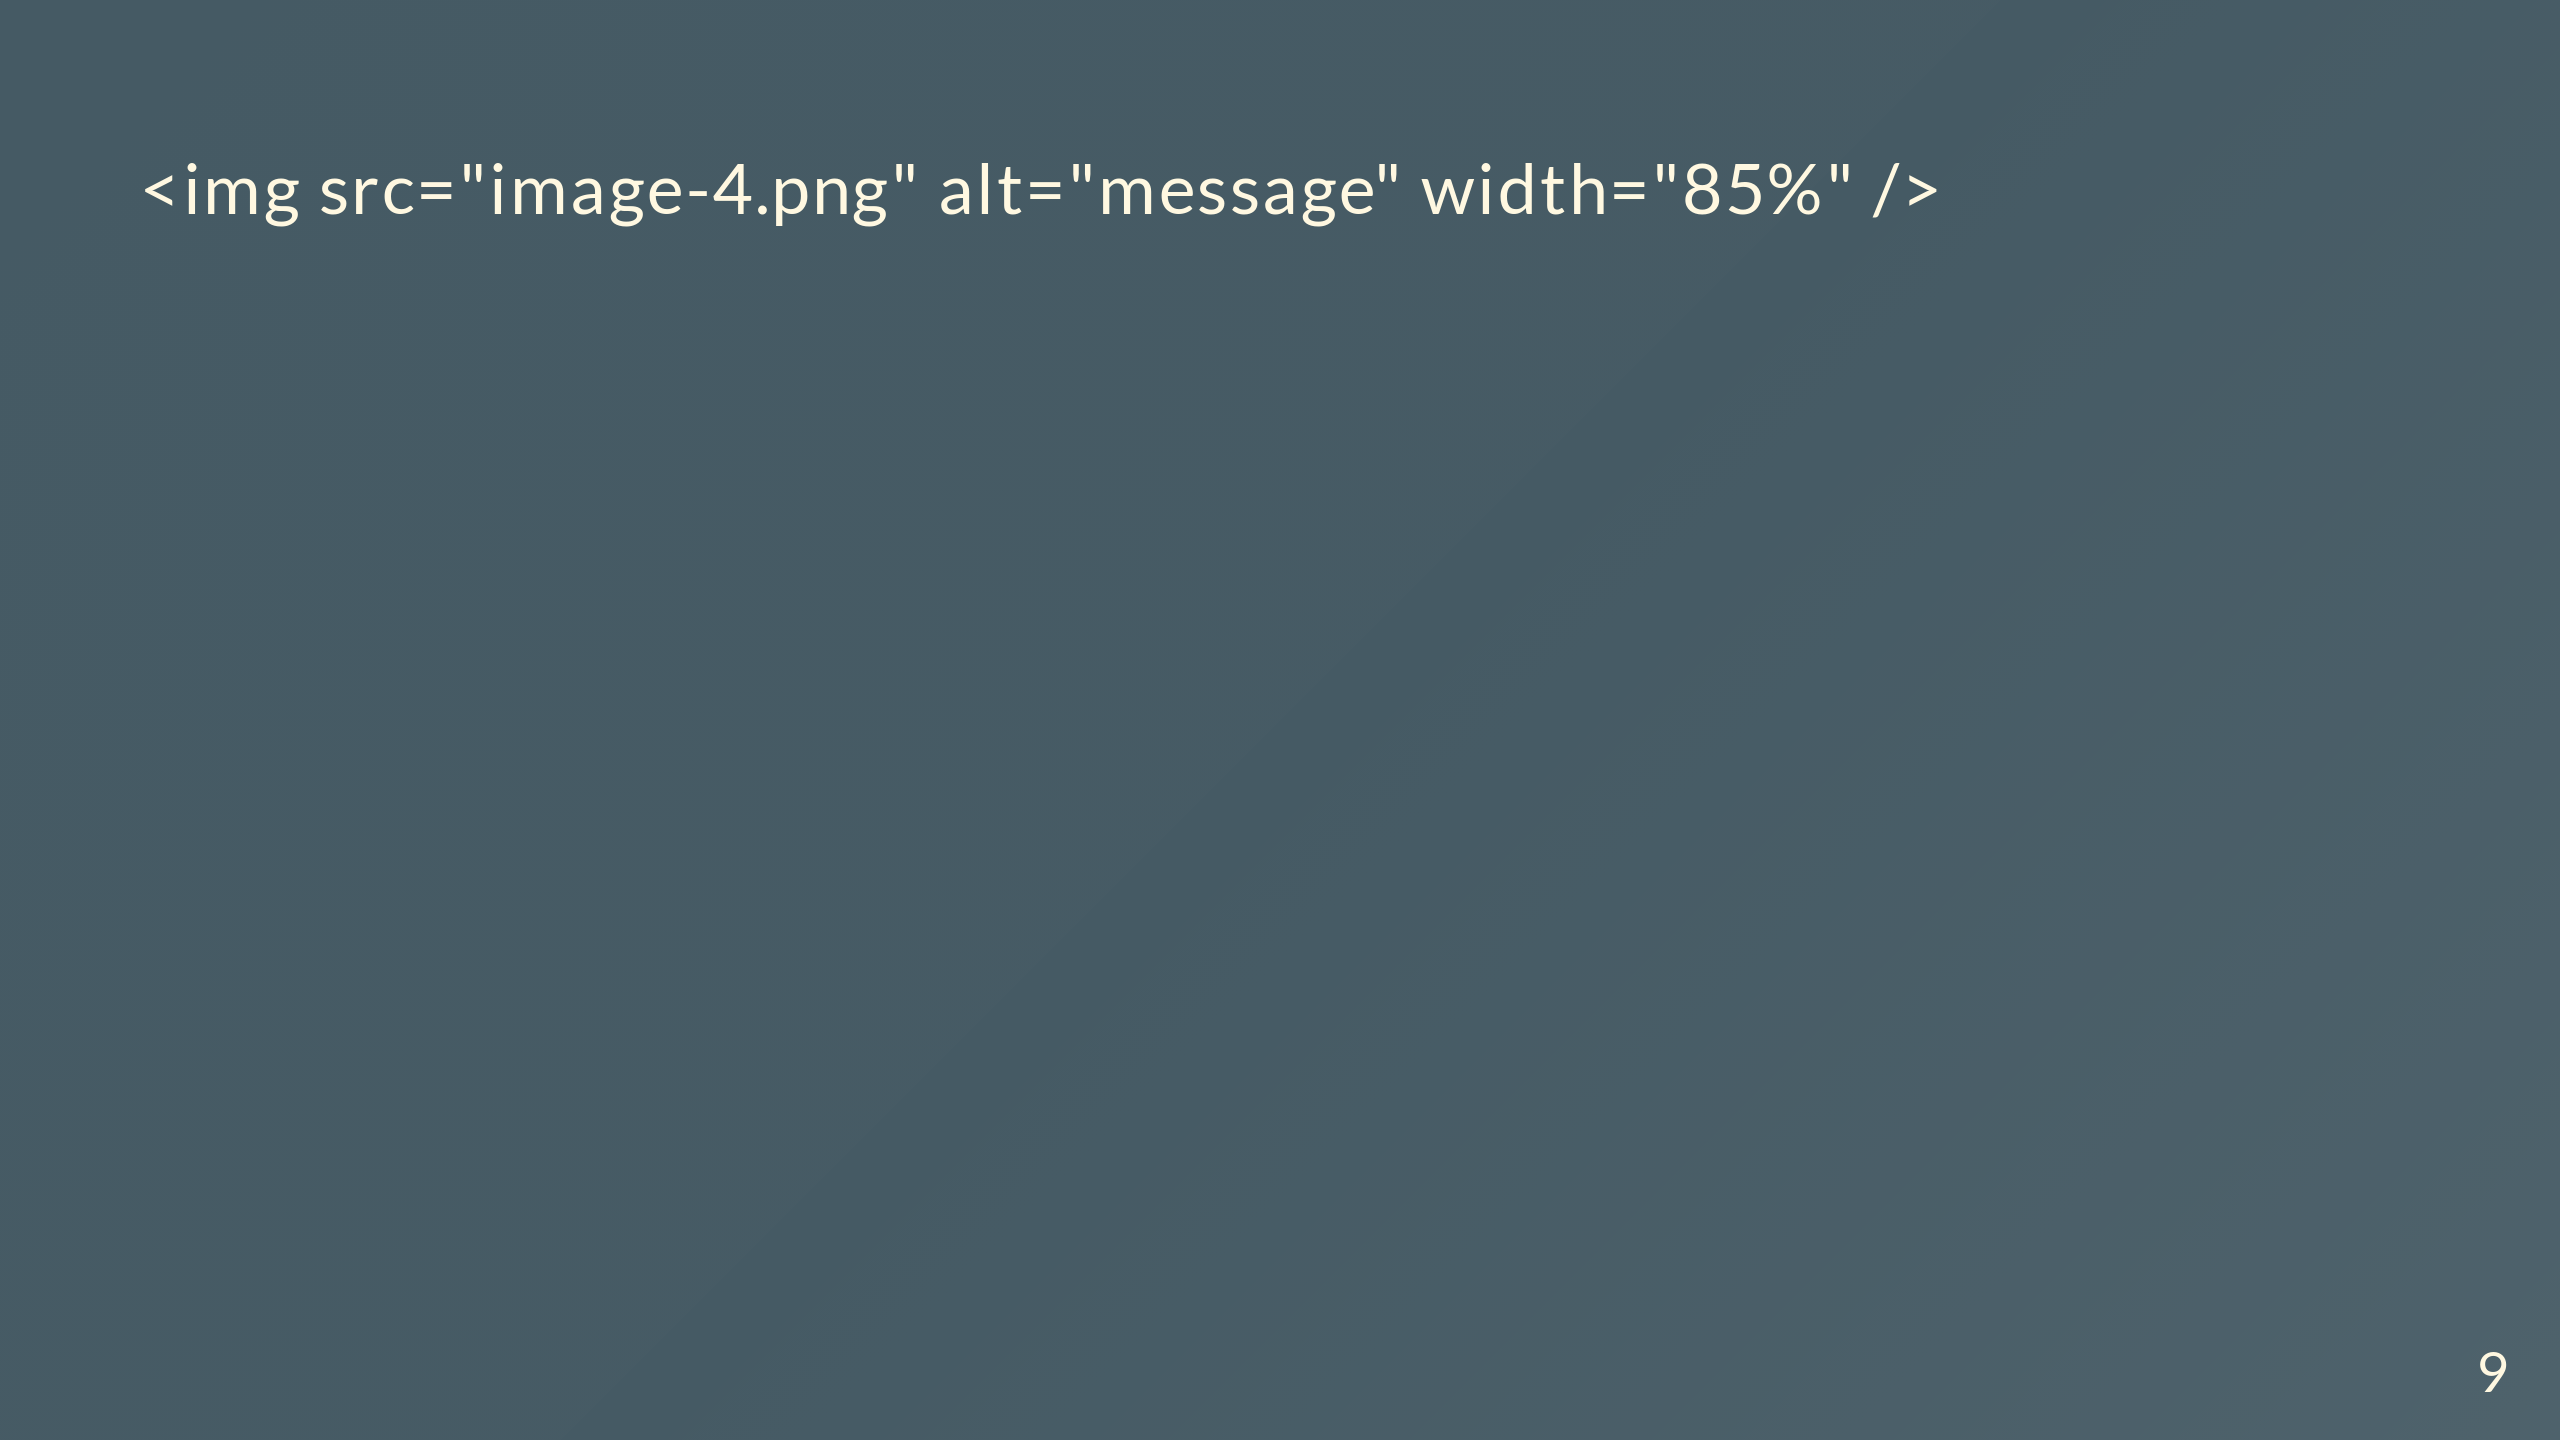 <img src="image-4.png" alt="message" width="85%" />
9